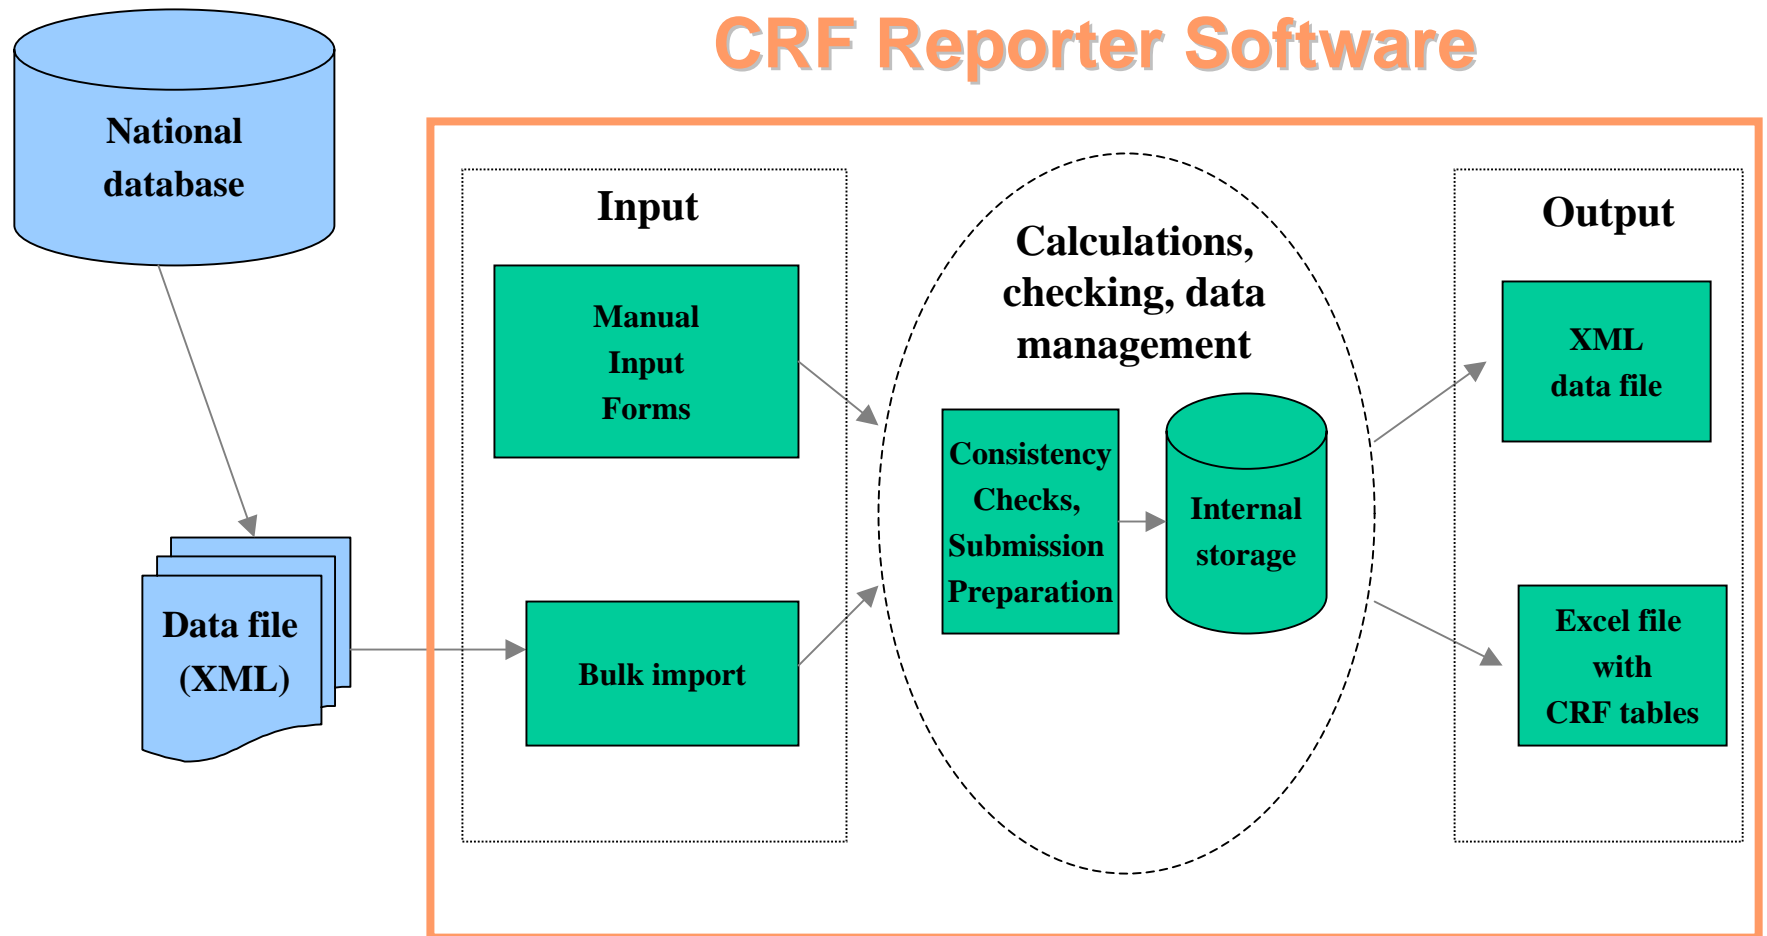 CRF Reporter Software
National
database
Data file
(XML)
Input
Manual
Input
Forms
Bulk import
Calculations,
checking, data
management
Consistency
Checks,
Submission
Preparation
Internal
storage
Output
XML
data file
Excel file
with
CRF tables